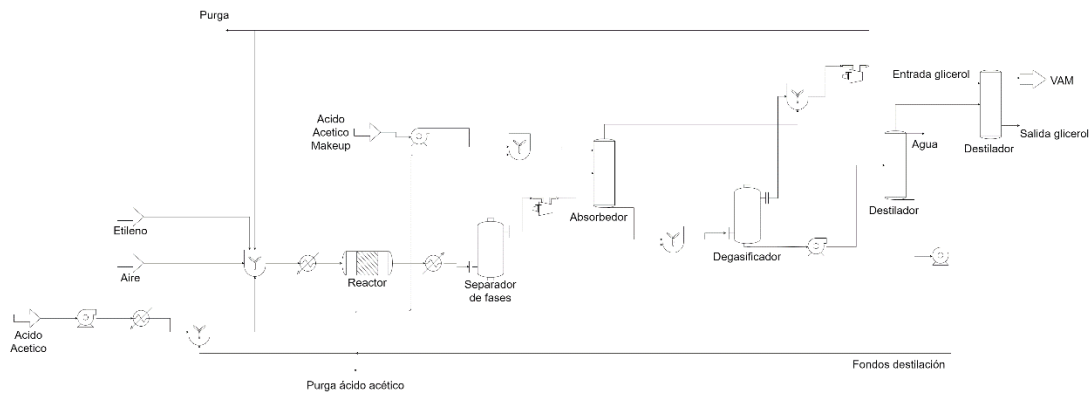 Purga
Entrada glicerol
VAM
Acido
Acetico
Makeup
Agua
Salida glicerol
Destilador
Absorbedor
Destilador
Etileno
Degasificador
Aire
Reactor
Separador
de fases
Acido
Acetico
Fondos destilación
Purga ácido acético